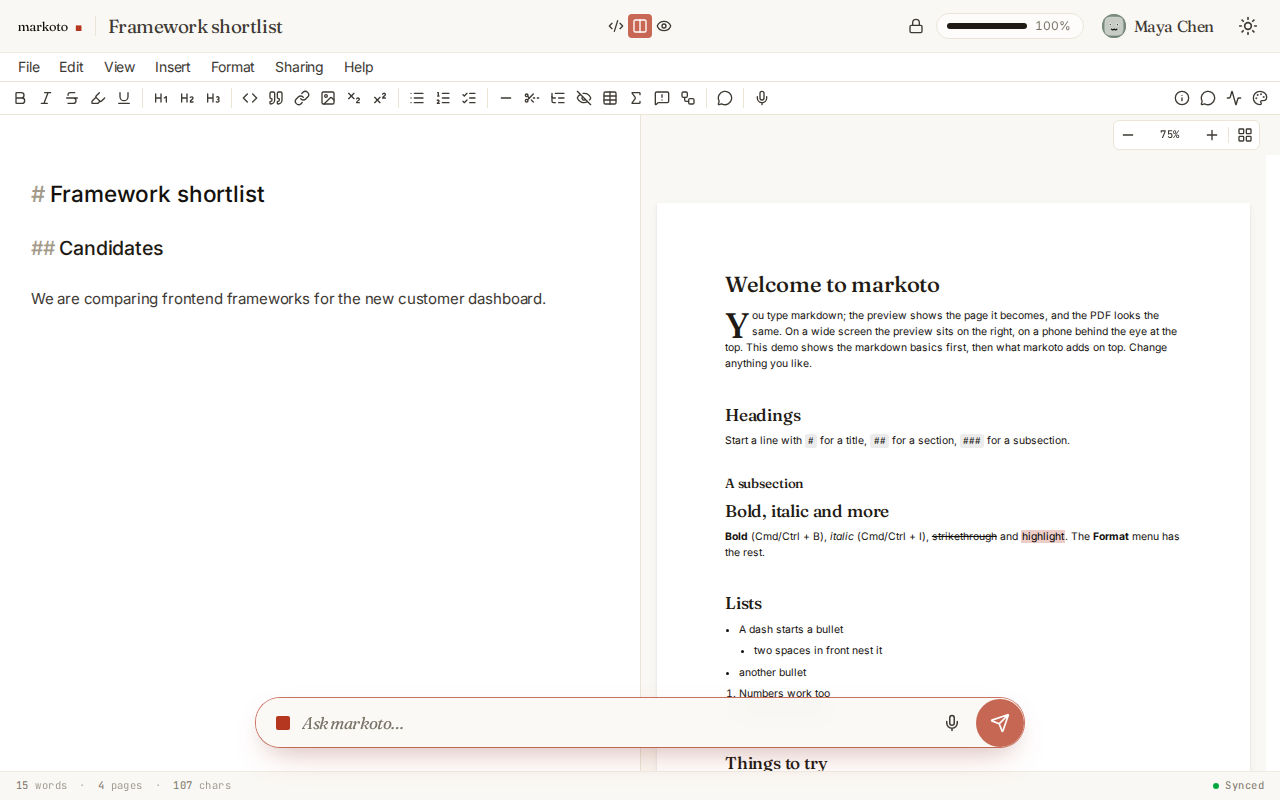 markoto
Framework shortlist
100%
Maya Chen
File Edit View Insert Format Sharing Help
H1 H2 H3
75%
# Framework shortlist
## Candidates
We are comparing frontend frameworks for the new customer dashboard.
Welcome to markoto
You type markdown; the preview shows the page it becomes, and the PDF looks the
same. On a wide screen the preview sits on the right, on a phone behind the eye at the
top. This demo shows the markdown basics first, then what markoto adds on top. Change
anything you like.
Headings
Start a line with # for a title, ## for a section, ### for a subsection.
A subsection
Bold, italic and more
Bold (Cmd/Ctrl + B), italic (Cmd/Ctrl + I), strikethrough and highlight. The Format menu has
the rest.
Lists
• A dash starts a bullet
• two spaces in front nest it
• another bullet
1. Numbers work too
Ask markoto...
Things to try
15 words · 4 pages · 107 chars
Synced